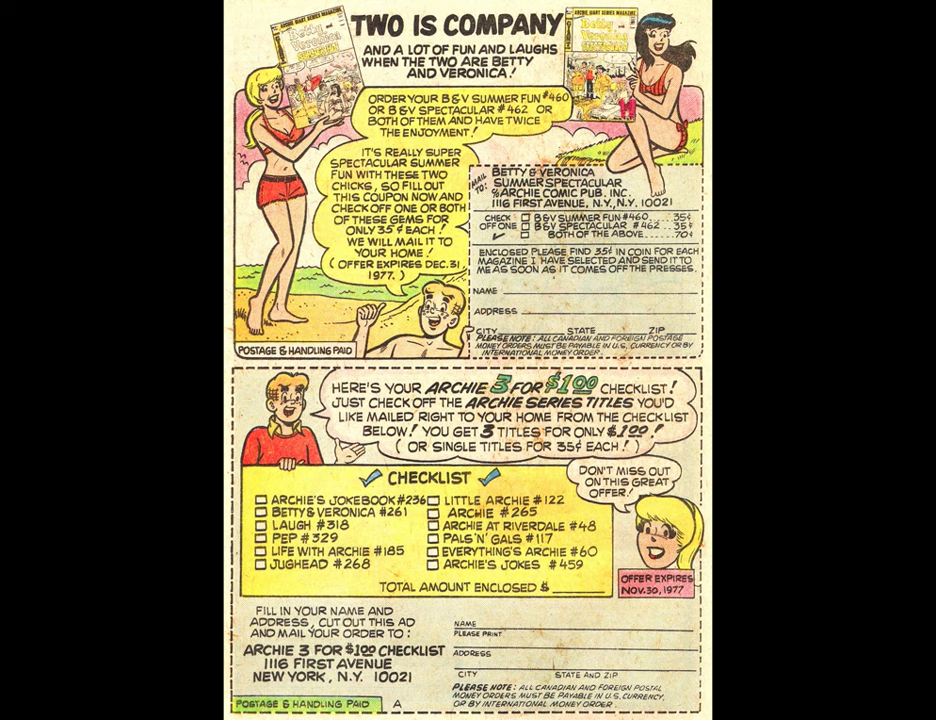 ARCHIE GIANT SERIES MAGAZINE
Betty and
Veronica
ARCHIE GIANT SERIES MAGAZINE
Betty and
Veronica
TWO IS COMPANY
AND A LOT OF FUN AND LAUGHS
WHEN THE TWO ARE BETTY
AND VERONICA!
ORDER YOUR B&V SUMMER FUN #460
OR B&V SPECTACULAR #462 OR
BOTH OF THEM AND HAVE TWICE
THE ENJOYMENT!
IT'S REALLY SUPER
SPECTACULAR SUMMER
FUN WITH THESE TWO
CHICKS, SO FILL OUT
THIS COUPON NOW AND
CHECK OFF ONE OR BOTH
OF THESE GEMS FOR
ONLY 35¢ EACH!
WE WILL MAIL IT TO
YOUR HOME!
(OFFER EXPIRES DEC. 31
1977.)
POSTAGE & HANDLING PAID
MAIL TO:
BETTY & VERONICA
SUMMER SPECTACULAR
℅ ARCHIE COMIC PUB. INC.
1116 FIRST AVENUE, N.Y., N.Y. 10021
CHECK OFF ONE ✓
B&V SUMMER FUN #460.... 35¢
B&V SPECTACULAR #462.. 35¢
BOTH OF THE ABOVE..... 70¢
ENCLOSED PLEASE FIND 35¢ IN COIN FOR EACH
MAGAZINE I HAVE SELECTED AND SEND IT TO
ME AS SOON AS IT COMES OFF THE PRESSES.
NAME
ADDRESS
CITY STATE ZIP
PLEASE NOTE: ALL CANADIAN AND FOREIGN POSTAGE
MONEY ORDERS MUST BE PAYABLE IN U.S. CURRENCY OR BY
INTERNATIONAL MONEY ORDER.
HERE'S YOUR ARCHIE 3 FOR $1.00 CHECKLIST!
JUST CHECK OFF THE ARCHIE SERIES TITLES YOU'D
LIKE MAILED RIGHT TO YOUR HOME FROM THE CHECKLIST
BELOW! YOU GET 3 TITLES FOR ONLY $1.00!
(OR SINGLE TITLES FOR 35¢ EACH!)
CHECKLIST
ARCHIE'S JOKEBOOK #236
BETTY & VERONICA #261
LAUGH #318
PEP #329
LIFE WITH ARCHIE #185
JUGHEAD #268
LITTLE ARCHIE #122
ARCHIE #265
ARCHIE AT RIVERDALE #48
PALS 'N' GALS #117
EVERYTHING'S ARCHIE #60
ARCHIE'S JOKES #459
TOTAL AMOUNT ENCLOSED $
DON'T MISS OUT
ON THIS GREAT
OFFER!
OFFER EXPIRES
NOV. 30, 1977
FILL IN YOUR NAME AND
ADDRESS, CUT OUT THIS AD
AND MAIL YOUR ORDER TO:
ARCHIE 3 FOR $1.00 CHECKLIST
1116 FIRST AVENUE
NEW YORK, N.Y. 10021
POSTAGE & HANDLING PAID A
NAME
PLEASE PRINT
ADDRESS
CITY STATE AND ZIP
PLEASE NOTE: ALL CANADIAN AND FOREIGN POSTAL
MONEY ORDERS MUST BE PAYABLE IN U.S. CURRENCY,
OR BY INTERNATIONAL MONEY ORDER.